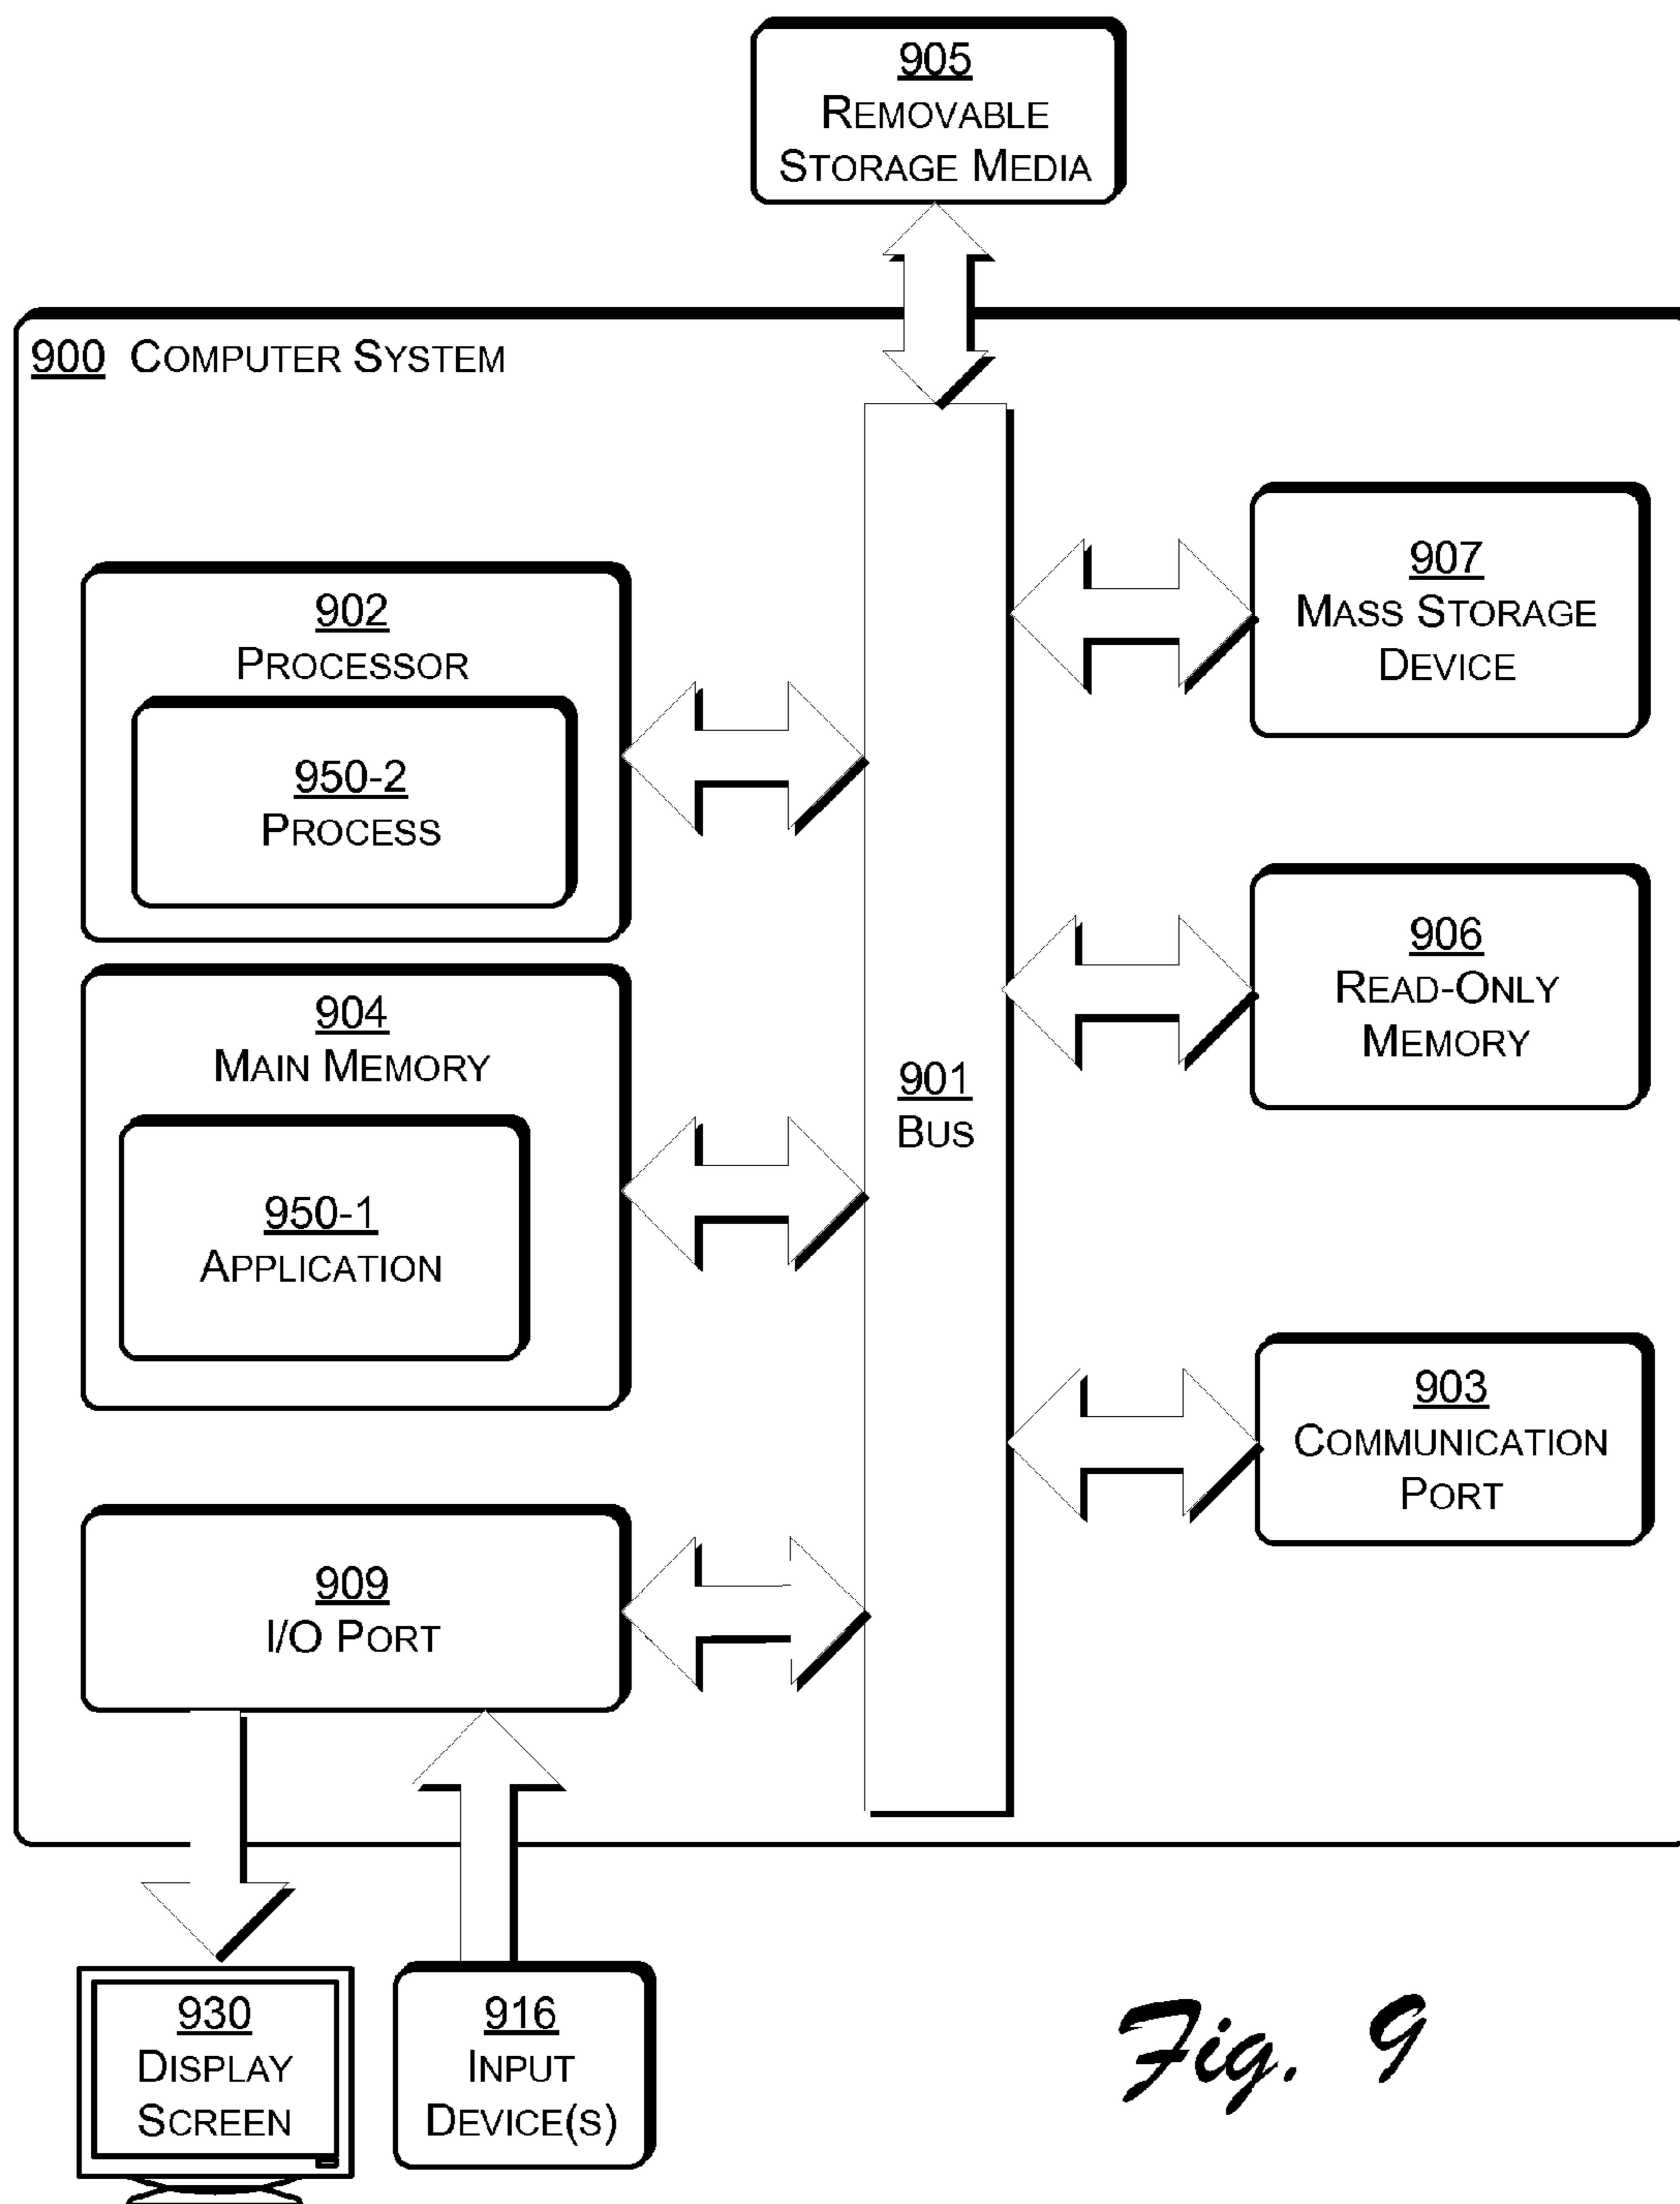 905
REMOVABLE
STORAGE MEDIA
900 COMPUTER SYSTEM
902
PROCESSOR
950-2
PROCESS
904
MAIN MEMORY
950-1
APPLICATION
909
I/O PORT
901
BUS
907
MASS STORAGE
DEVICE
906
READ-ONLY
MEMORY
903
COMMUNICATION
PORT
930
DISPLAY
SCREEN
916
INPUT
DEVICE(S)
Fig. 9